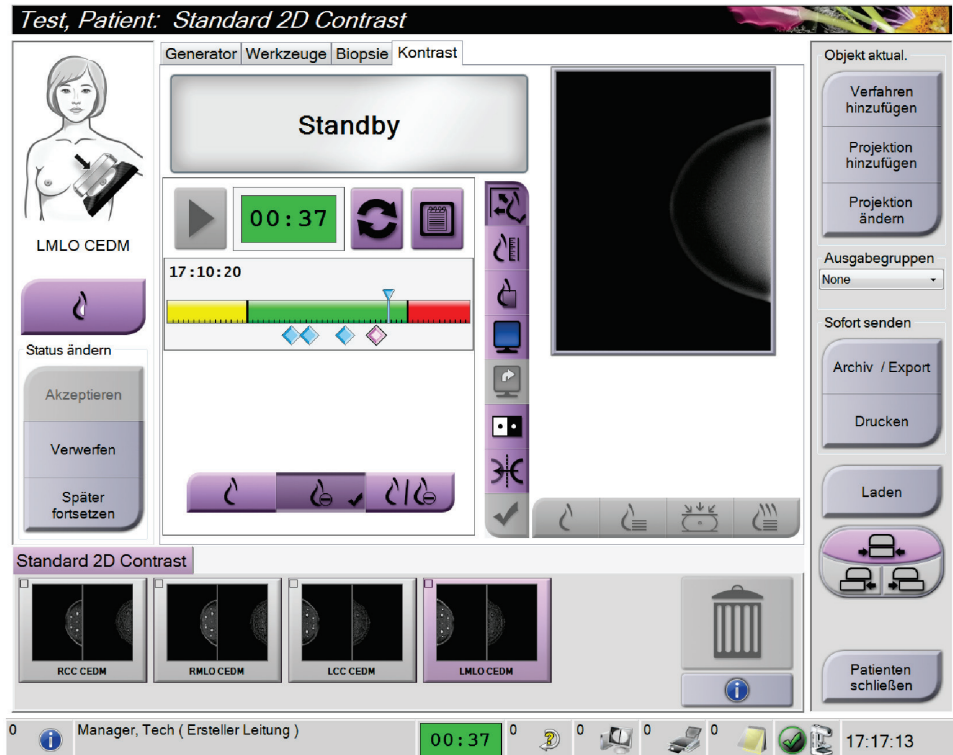 Test, Patient: Standard 2D Contrast
Generator Werkzeuge Biopsie Kontrast
Standby
LMLO CEDM
Status ändern
Akzeptieren
Verwerfen
Später
fortsetzen
00:37
17:10:20
Objekt aktual.
Verfahren
hinzufügen
Projektion
hinzufügen
Projektion
ändern
Ausgabegruppen
None
Sofort senden
Archiv / Export
Drucken
Laden
Patienten
schließen
Standard 2D Contrast
RCC CEDM
RMLO CEDM
LCC CEDM
LMLO CEDM
0 Manager, Tech ( Ersteller Leitung ) 00:37 0 0 0 0 17:17:13